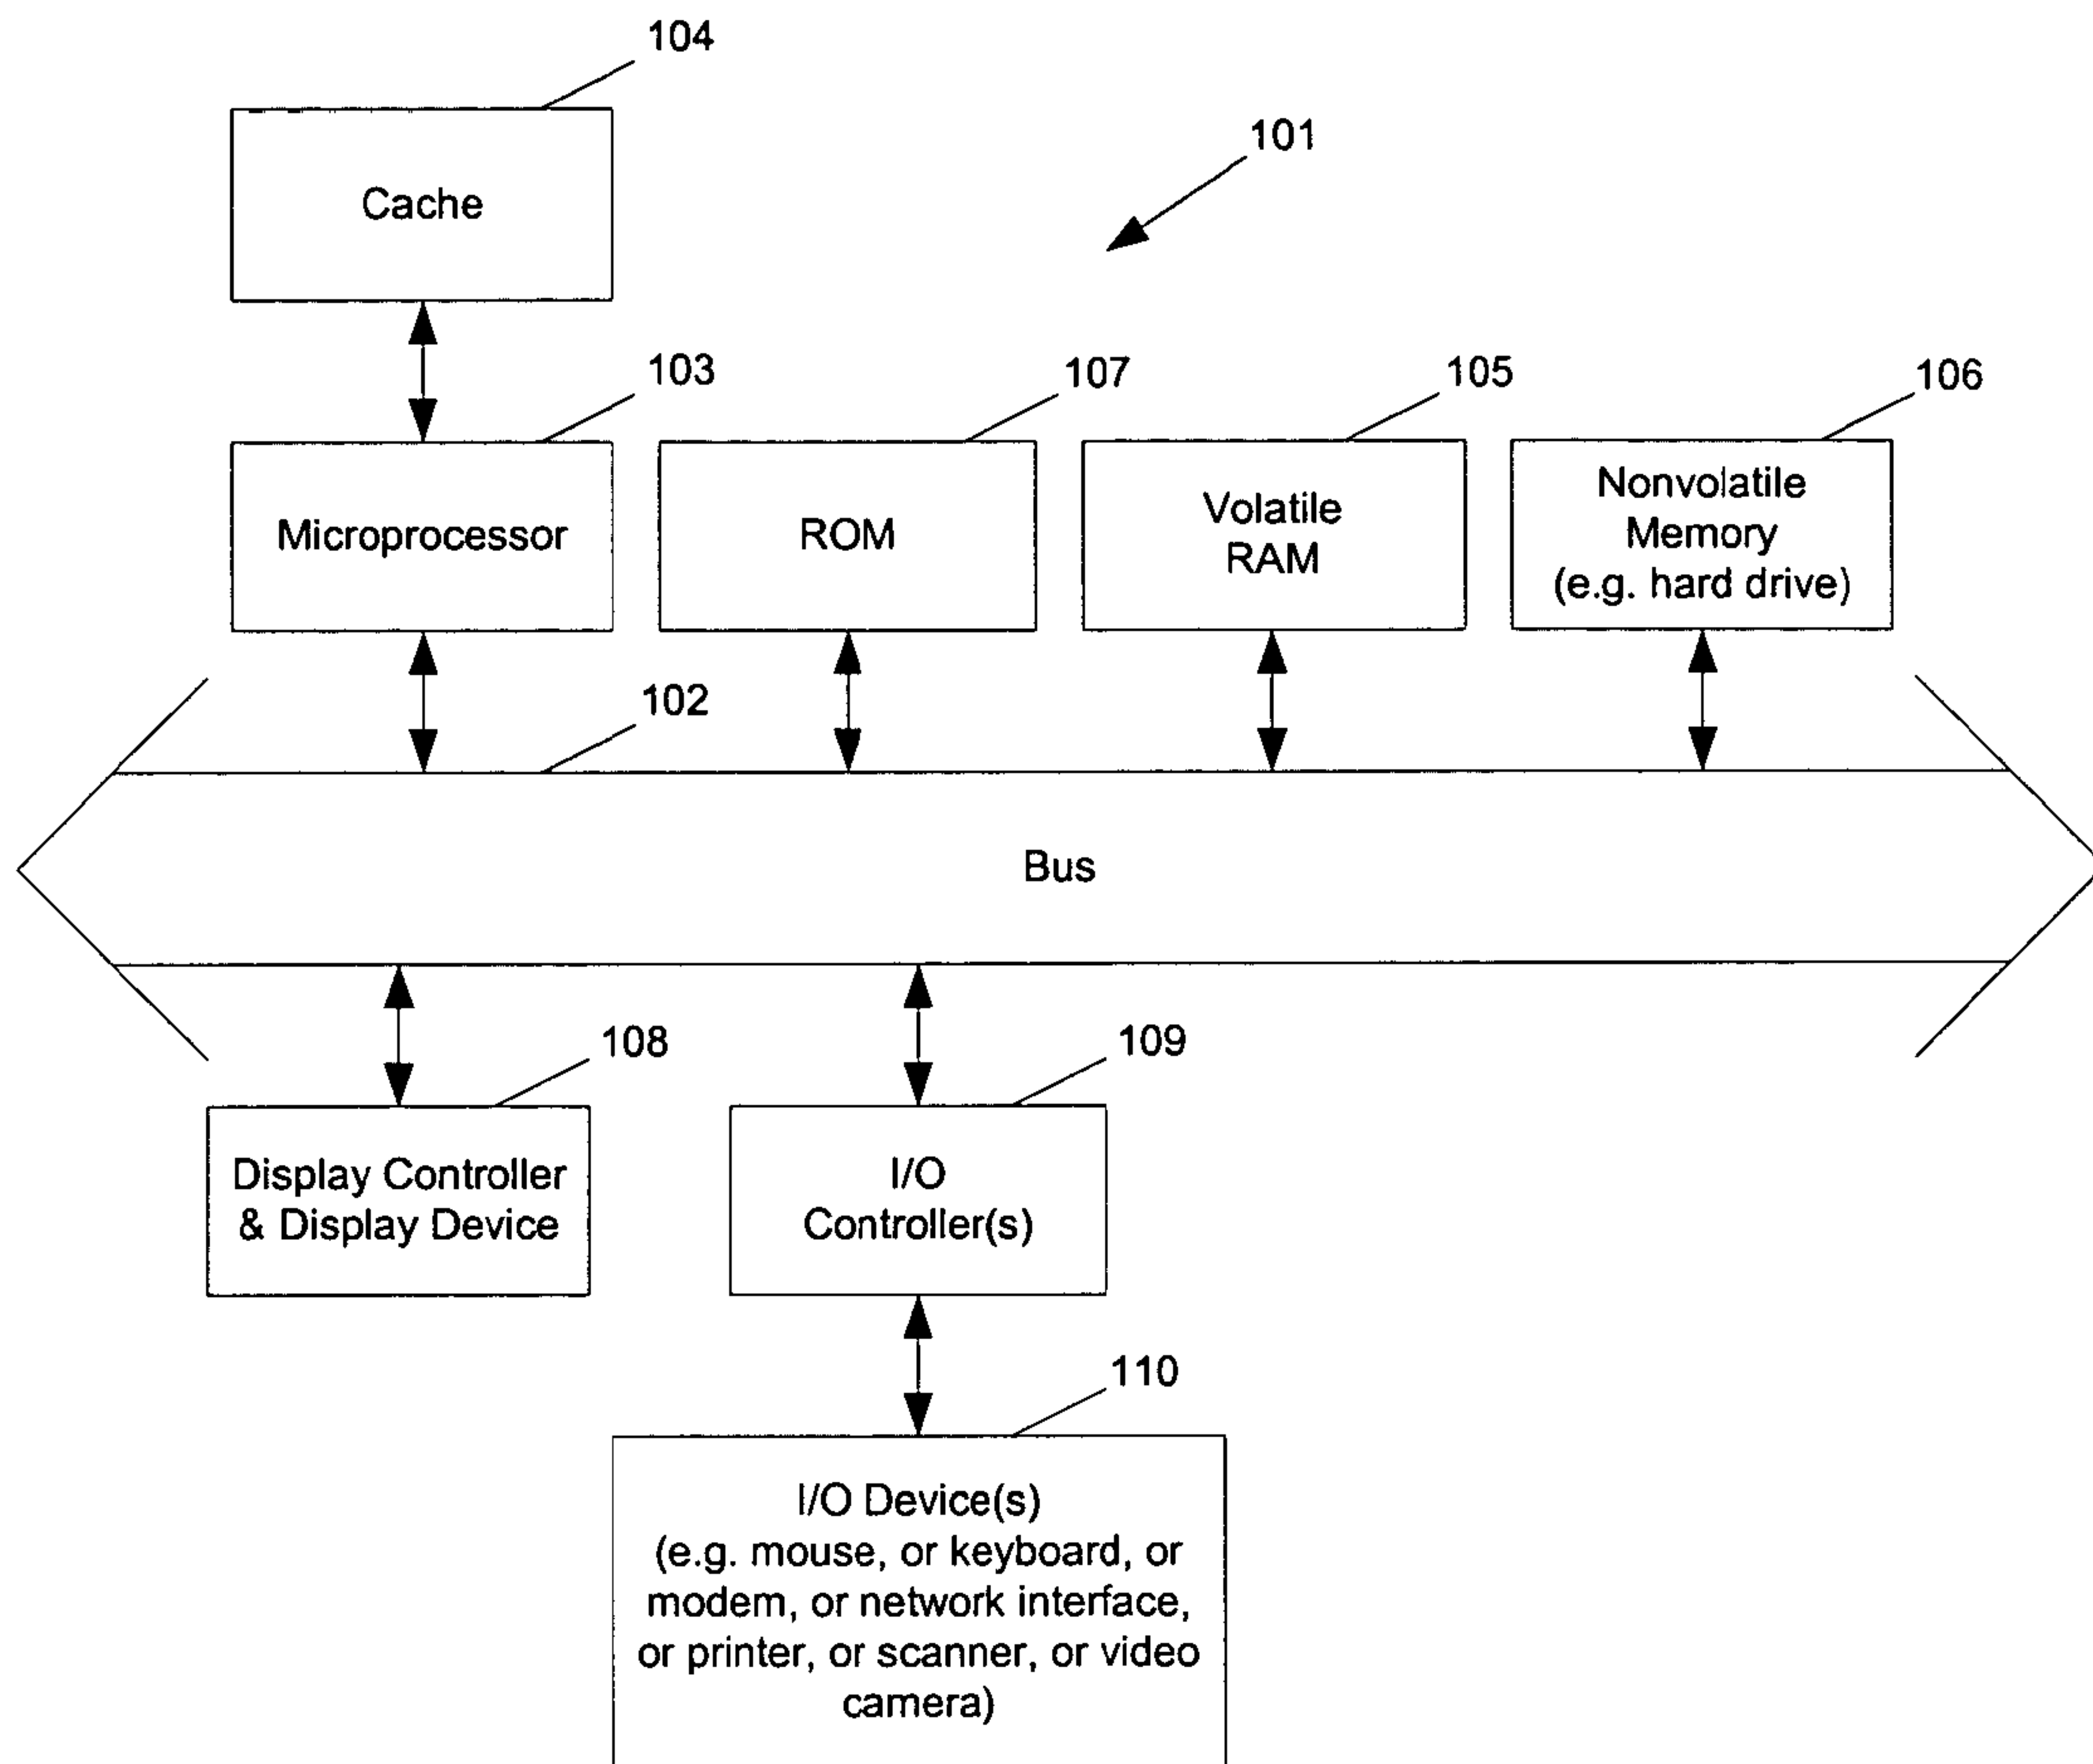 104
101
Cache
103
107
105
106
Microprocessor
ROM
Volatile
RAM
Nonvolatile
Memory
(e.g. hard drive)
102
Bus
108
109
Display Controller
& Display Device
I/O
Controller(s)
110
I/O Device(s)
(e.g. mouse, or keyboard, or
modem, or network interface,
or printer, or scanner, or video
camera)